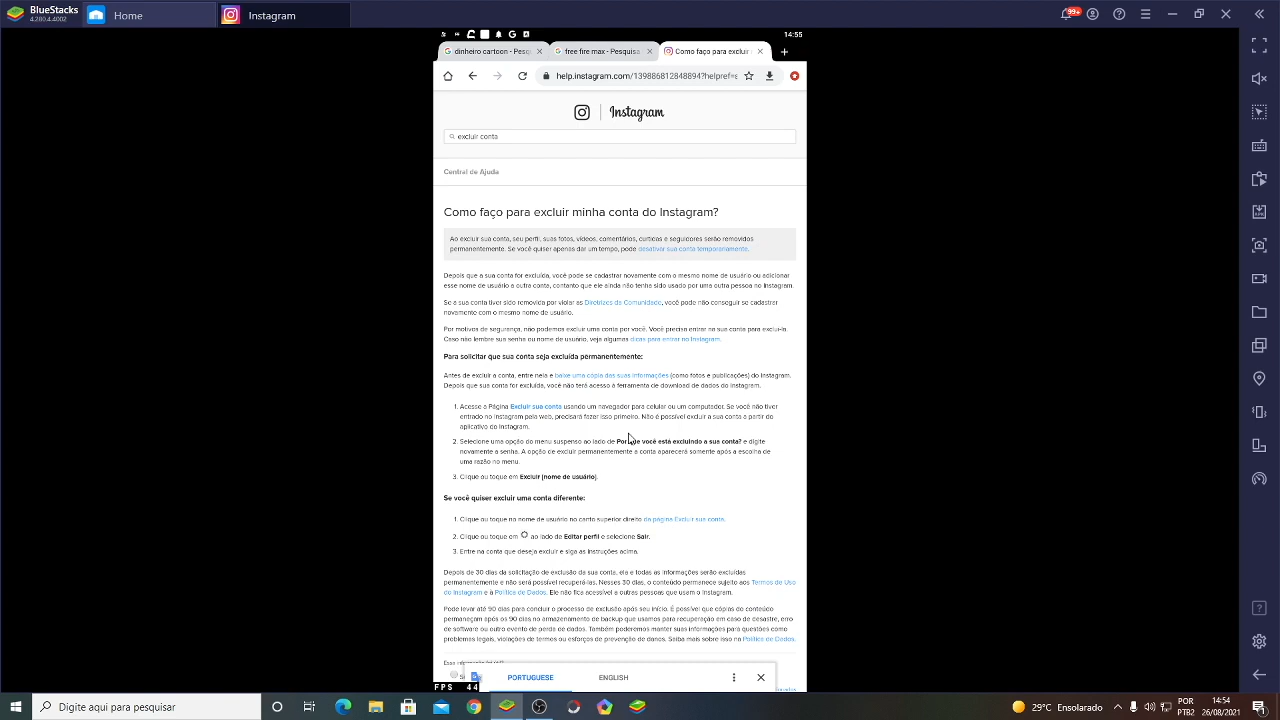 BlueStacks
4.20.4.4002
Home
Instagram
99+
14:55
dinheiro cartoon - Pesq
free fire max - Pesquisa
Como faço para excluir
help.instagram.com/139886812848894?helpref=
Instagram
excluir conta
Central de Ajuda
Como faço para excluir minha conta do Instagram?
Ao excluir sua conta, seu perfil, suas fotos, vídeos, comentários, curtidas e seguidores serão removidos
permanentemente. Se você quiser apenas dar um tempo, pode desativar sua conta temporariamente.
Depois que a sua conta for excluída, você pode se cadastrar novamente com o mesmo nome de usuário ou adicionar
esse nome de usuário a outra conta, contanto que ele ainda não tenha sido usado por uma outra pessoa no Instagram.
Se a sua conta tiver sido removida por violar as Diretrizes da Comunidade, você pode não conseguir se cadastrar
novamente com o mesmo nome de usuário.
Por motivos de segurança, não podemos excluir uma conta por você. Você precisa entrar na sua conta para excluí-la.
Caso não lembre sua senha ou nome de usuário, veja algumas dicas para entrar no Instagram.
Para solicitar que sua conta seja excluída permanentemente:
Antes de excluir a conta, entre nela e baixe uma cópia das suas informações (como fotos e publicações) do Instagram.
Depois que sua conta for excluída, você não terá acesso à ferramenta de download de dados do Instagram.
1. Acesse a Página Excluir sua conta usando um navegador para celular ou um computador. Se você não tiver
entrado no Instagram pela web, precisará fazer isso primeiro. Não é possível excluir a sua conta a partir do
aplicativo do Instagram.
2. Selecione uma opção do menu suspenso ao lado de Por e você está excluindo a sua conta? e digite
novamente a senha. A opção de excluir permanentemente a conta aparecerá somente após a escolha de
uma razão no menu.
3. Clique ou toque em Excluir [nome de usuário].
Se você quiser excluir uma conta diferente:
1. Clique ou toque no nome de usuário no canto superior direito da página Excluir sua conta.
2. Clique ou toque em ao lado de Editar perfil e selecione Sair.
3. Entre na conta que deseja excluir e siga as instruções acima.
Depois de 30 dias da solicitação de exclusão da sua conta, ela e todas as informações serão excluídas
permanentemente e não será possível recuperá-las. Nesses 30 dias, o conteúdo permanece sujeito aos Termos de Uso
do Instagram e à Política de Dados. Ele não fica acessível a outras pessoas que usam o Instagram.
Pode levar até 90 dias para concluir o processo de exclusão após seu início. É possível que cópias do conteúdo
permaneçam após os 90 dias no armazenamento de backup que usamos para recuperação em caso de desastre, erro
de software ou outro evento de perda de dados. Também poderemos manter suas informações para questões como
problemas legais, violações de termos ou esforços de prevenção de danos. Saiba mais sobre isso na Política de Dados.
PORTUGUESE
ENGLISH
FPS 44
Digite aqui para pesquisar
29°C Ensolarado
POR
PTB2
14:54
26/08/2021